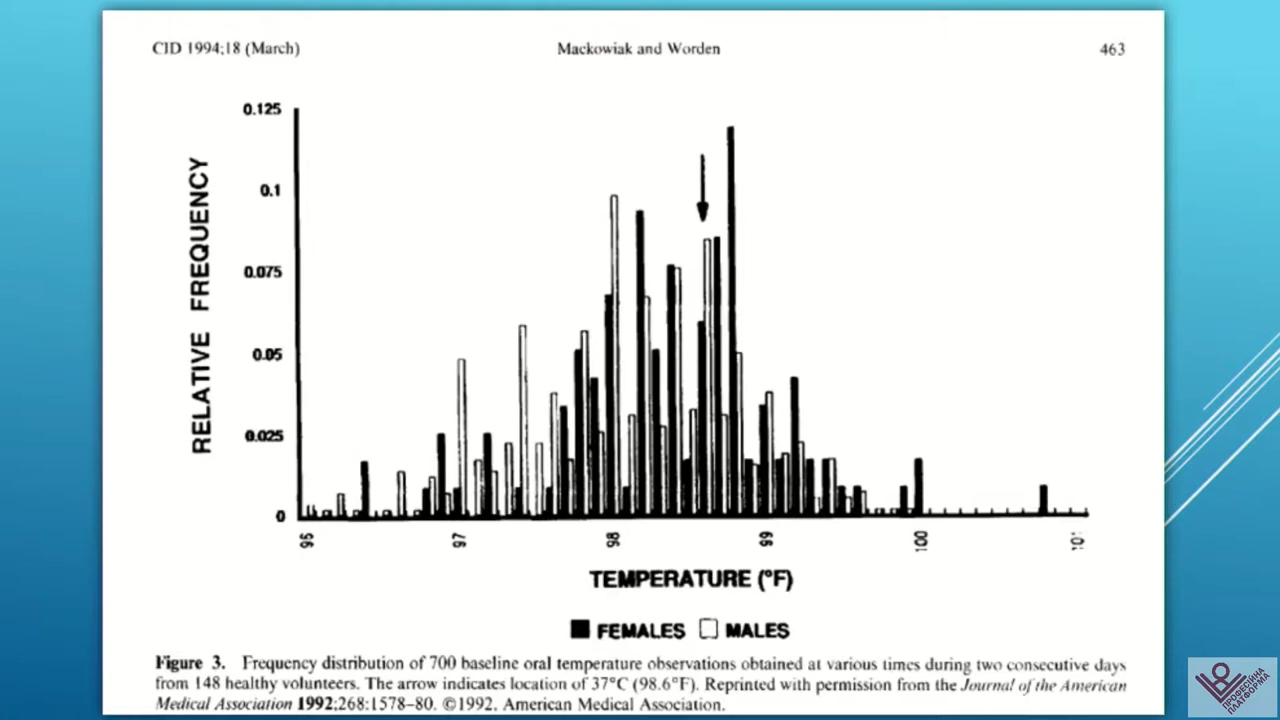 CID 1994;18 (March) Mackowiak and Worden 463
0.125
0.1
0.075
0.05
0.025
0
RELATIVE FREQUENCY
96 97 98 99 100 101
TEMPERATURE (°F)
FEMALES MALES
Figure 3. Frequency distribution of 700 baseline oral temperature observations obtained at various times during two consecutive days
from 148 healthy volunteers. The arrow indicates location of 37°C (98.6°F). Reprinted with permission from the Journal of the American
Medical Association 1992;268:1578–80. ©1992, American Medical Association.
ПРОФЕСІЙНА
ПЛАТФОРМА